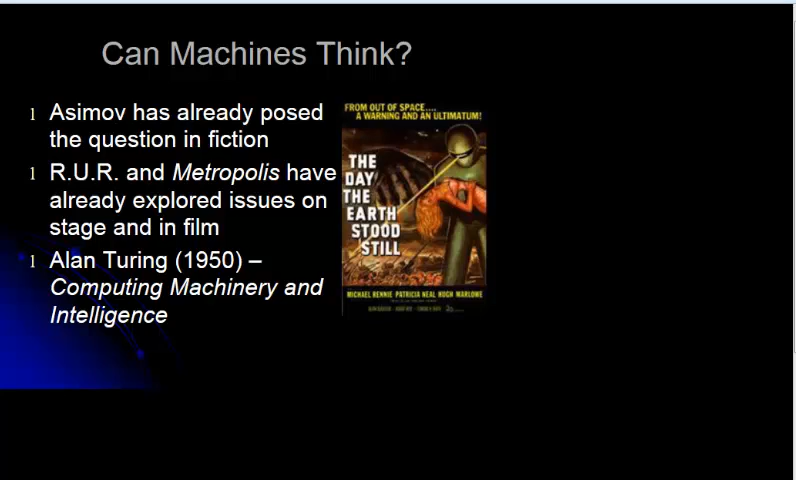 Can Machines Think?
l Asimov has already posed
the question in fiction
l R.U.R. and Metropolis have
already explored issues on
stage and in film
l Alan Turing (1950) –
Computing Machinery and
Intelligence
FROM OUT OF SPACE....
A WARNING AND AN ULTIMATUM!
THE
DAY
THE
EARTH
STOOD
STILL
MICHAEL RENNIE PATRICIA NEAL HUGH MARLOWE